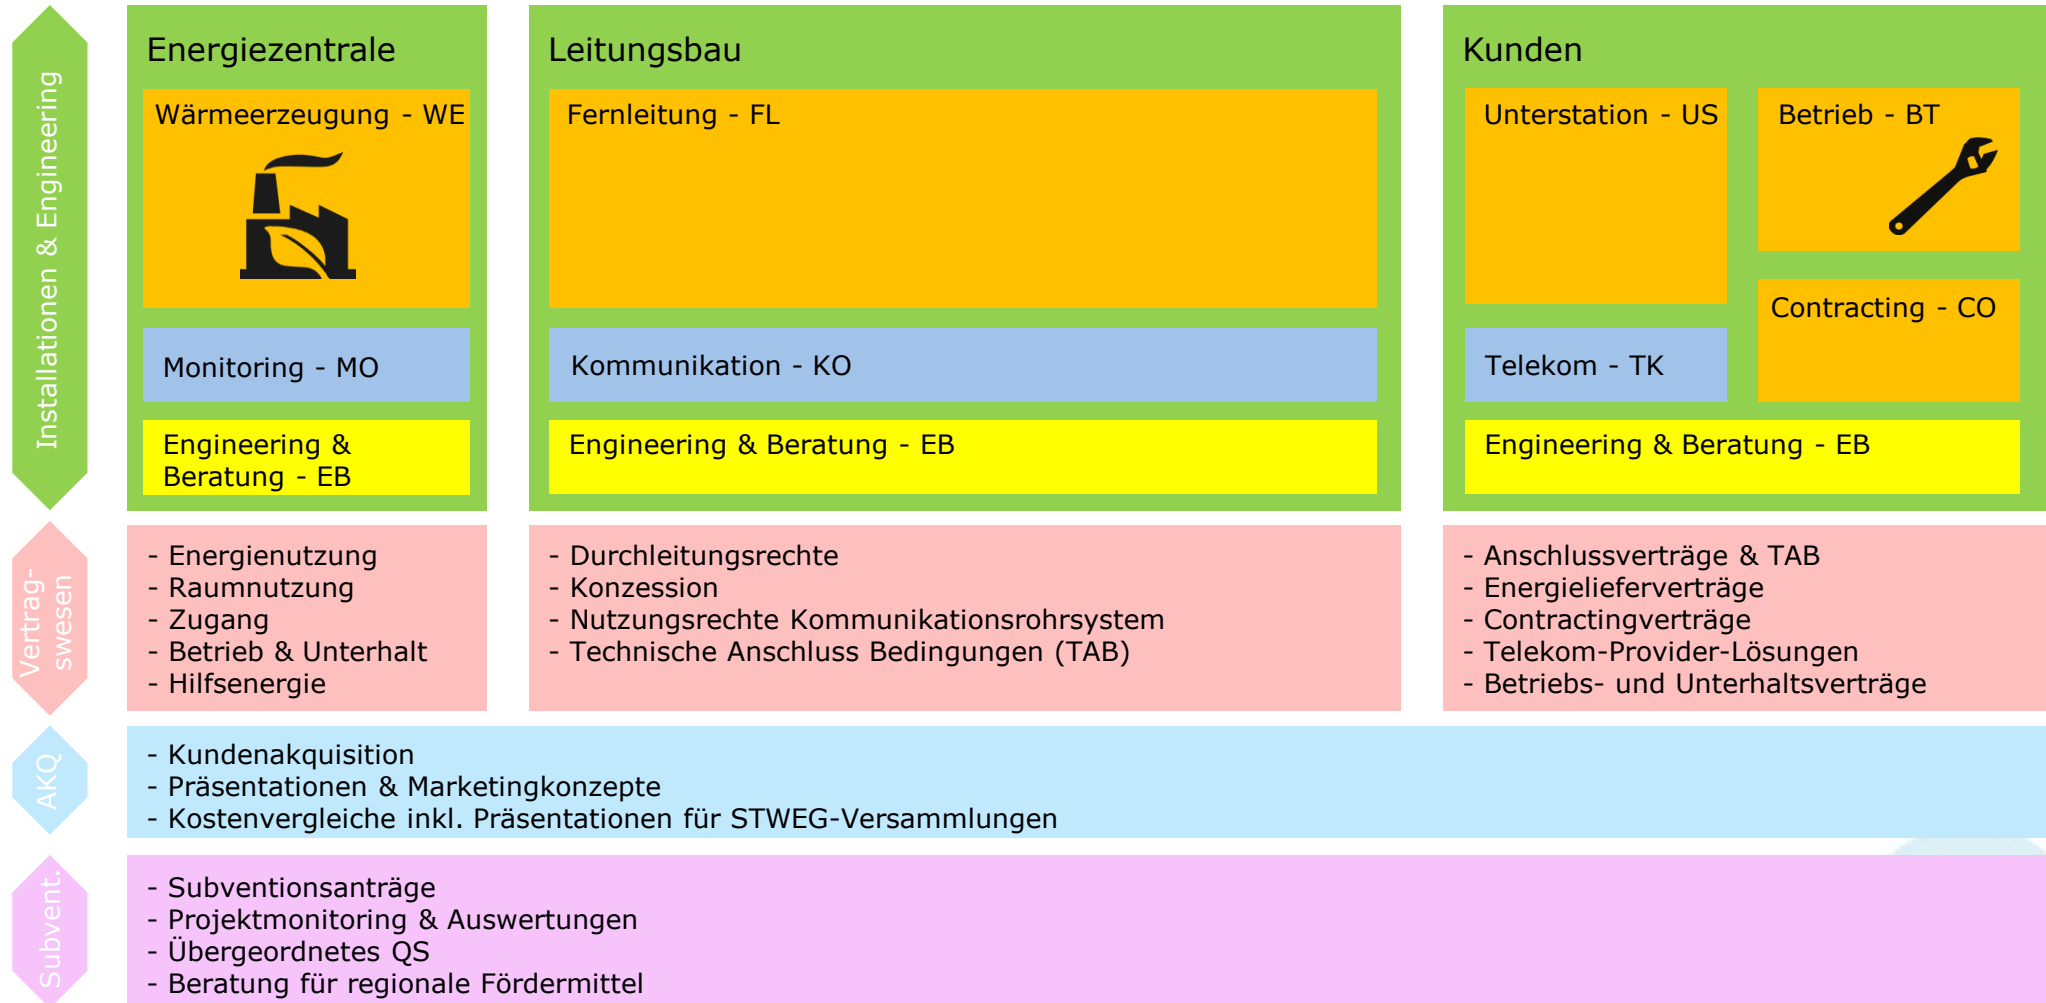 Installationen & Engineering
Energiezentrale
Wärmeerzeugung - WE
Monitoring - MO
Engineering &
Beratung - EB
Leitungsbau
Fernleitung - FL
Kommunikation - KO
Engineering & Beratung - EB
Kunden
Unterstation - US
Betrieb - BT
Contracting - CO
Telekom - TK
Engineering & Beratung - EB
Vertrag-
swesen
- Energienutzung
- Raumnutzung
- Zugang
- Betrieb & Unterhalt
- Hilfsenergie
- Durchleitungsrechte
- Konzession
- Nutzungsrechte Kommunikationsrohrsystem
- Technische Anschluss Bedingungen (TAB)
- Anschlussverträge & TAB
- Energielieferverträge
- Contractingverträge
- Telekom-Provider-Lösungen
- Betriebs- und Unterhaltsverträge
AKQ
- Kundenakquisition
- Präsentationen & Marketingkonzepte
- Kostenvergleiche inkl. Präsentationen für STWEG-Versammlungen
Subvent.
- Subventionsanträge
- Projektmonitoring & Auswertungen
- Übergeordnetes QS
- Beratung für regionale Fördermittel